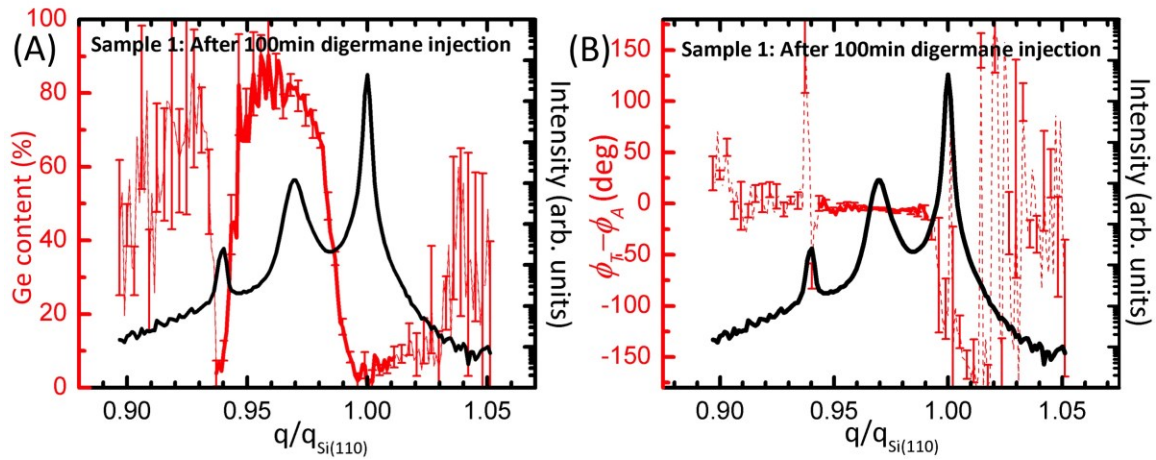 (A)
Sample 1: After 100min digermane injection
Ge content (%)
100
80
60
40
20
0
0.90
0.95
1.00
1.05
q/qSi(110)
Intensity (arb. units)
(B)
Sample 1: After 100min digermane injection
ϕT−ϕA (deg)
150
100
50
0
-50
-100
-150
0.90
0.95
1.00
1.05
q/qSi(110)
Intensity (arb. units)